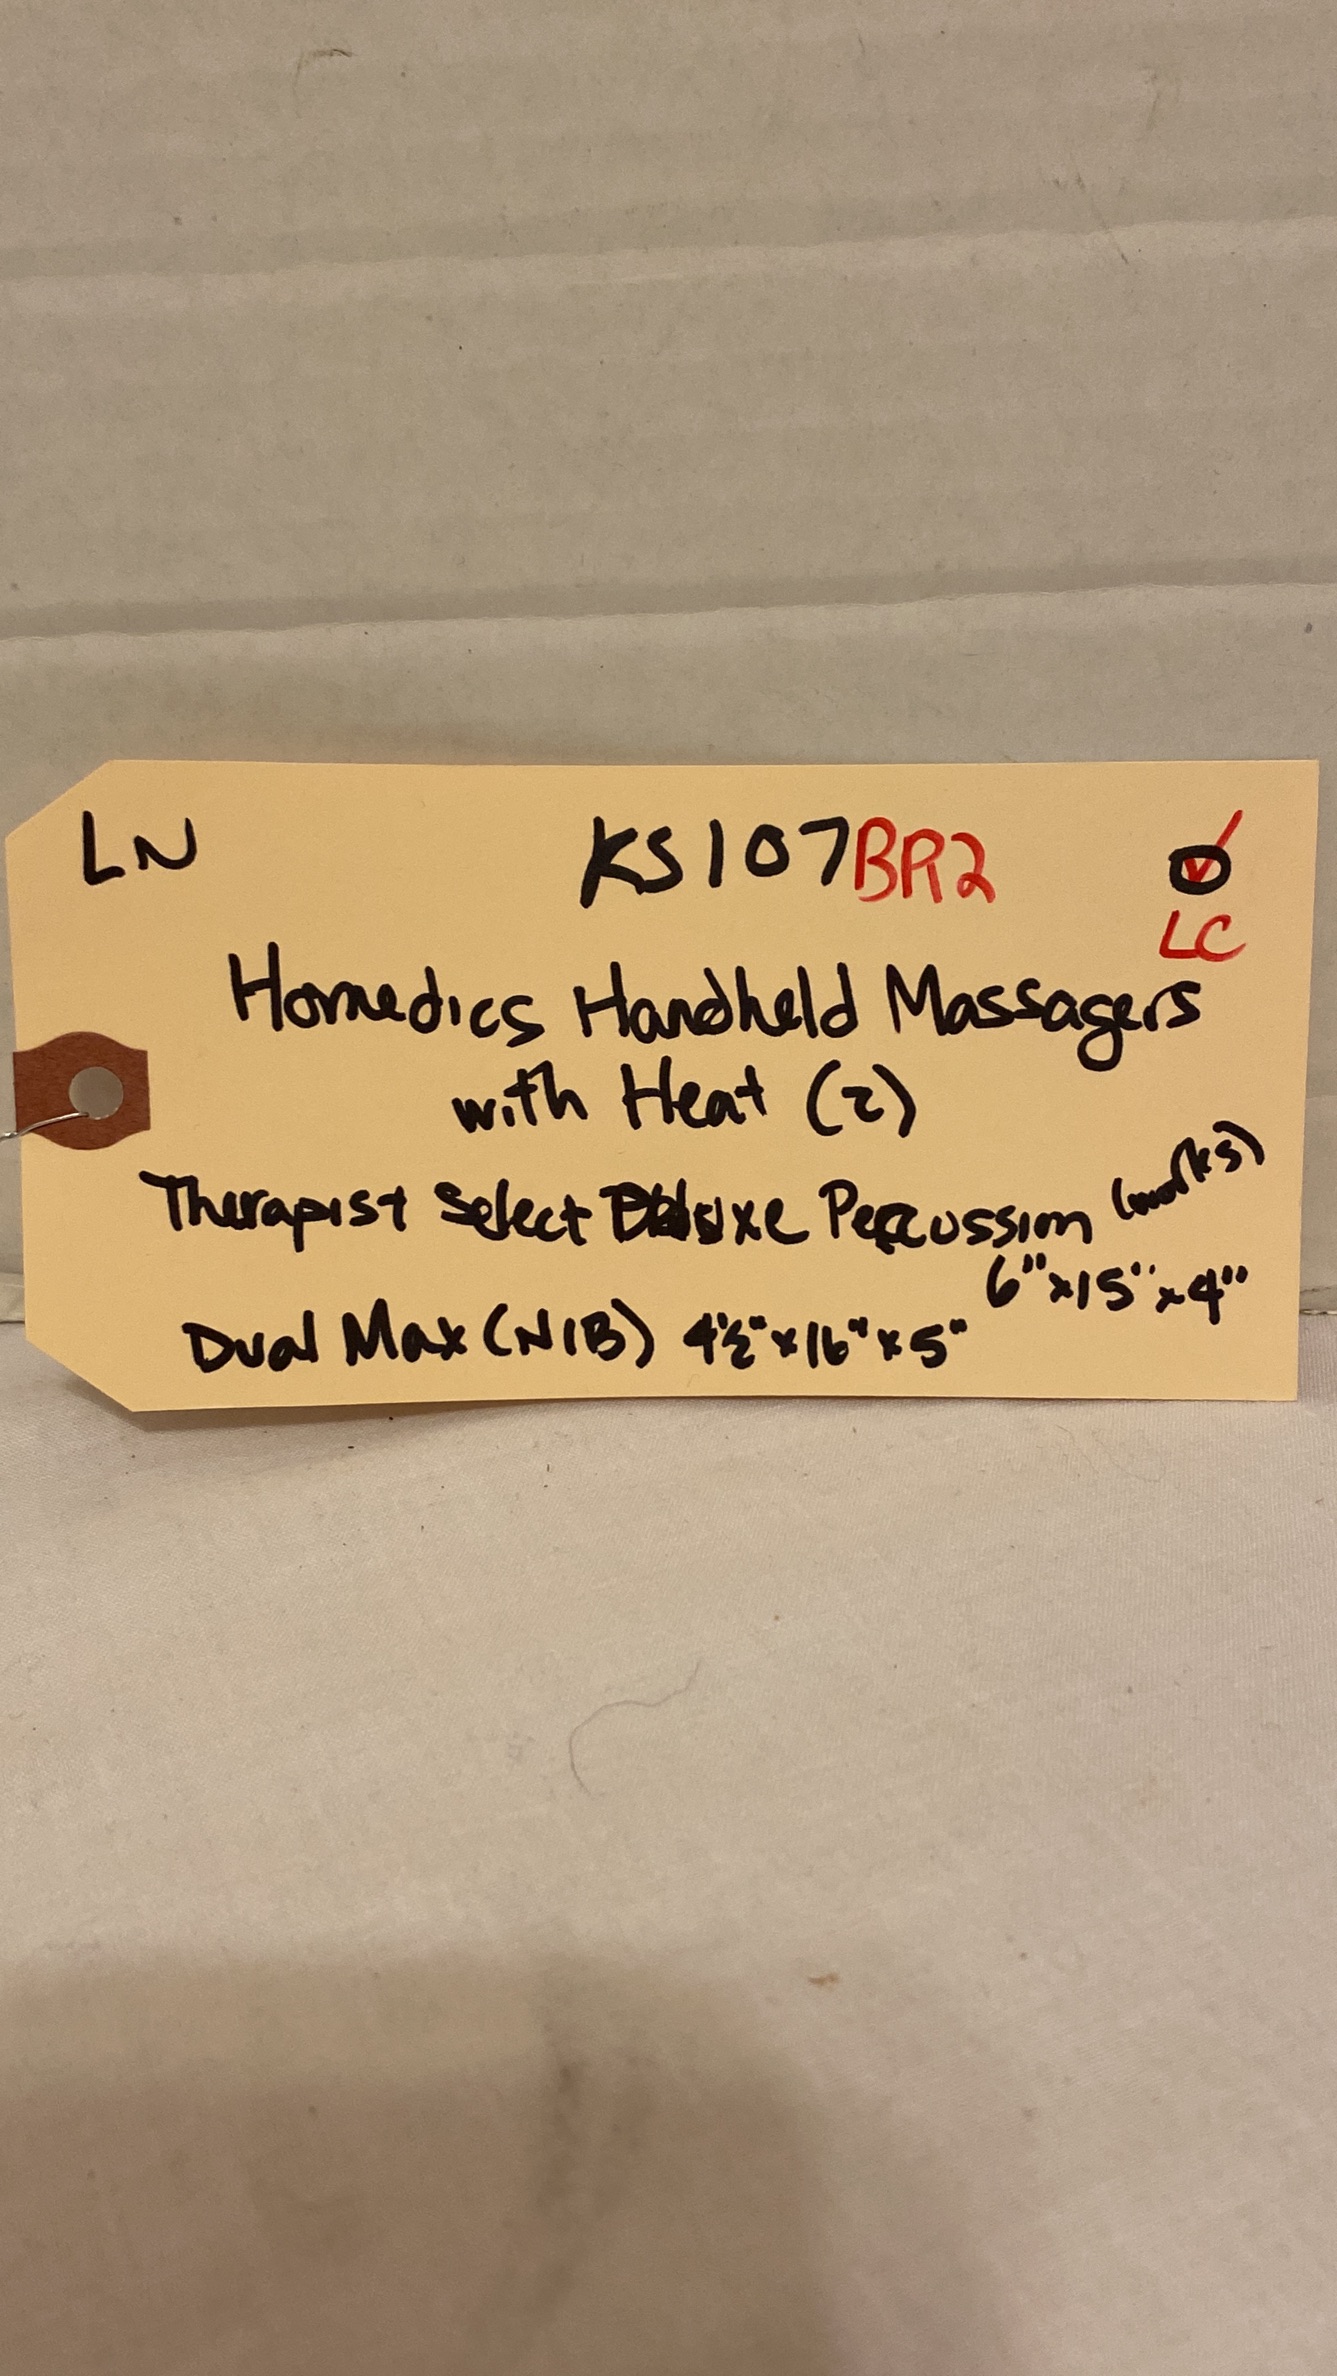 LN KS107BR2
LC
Homedics Handheld Massagers
with Heat (2)
Therapist Select Deluxe Percussion (works)
6"x15"x4"
Dual Max (NIB) 4½"x16"x5"